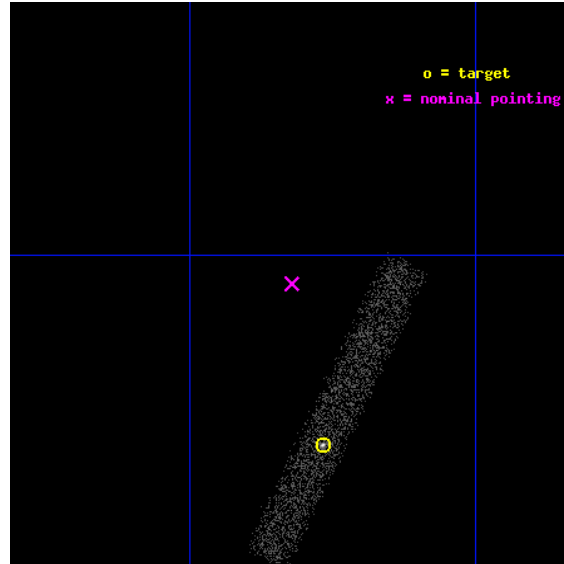 o = target
x = nominal pointing